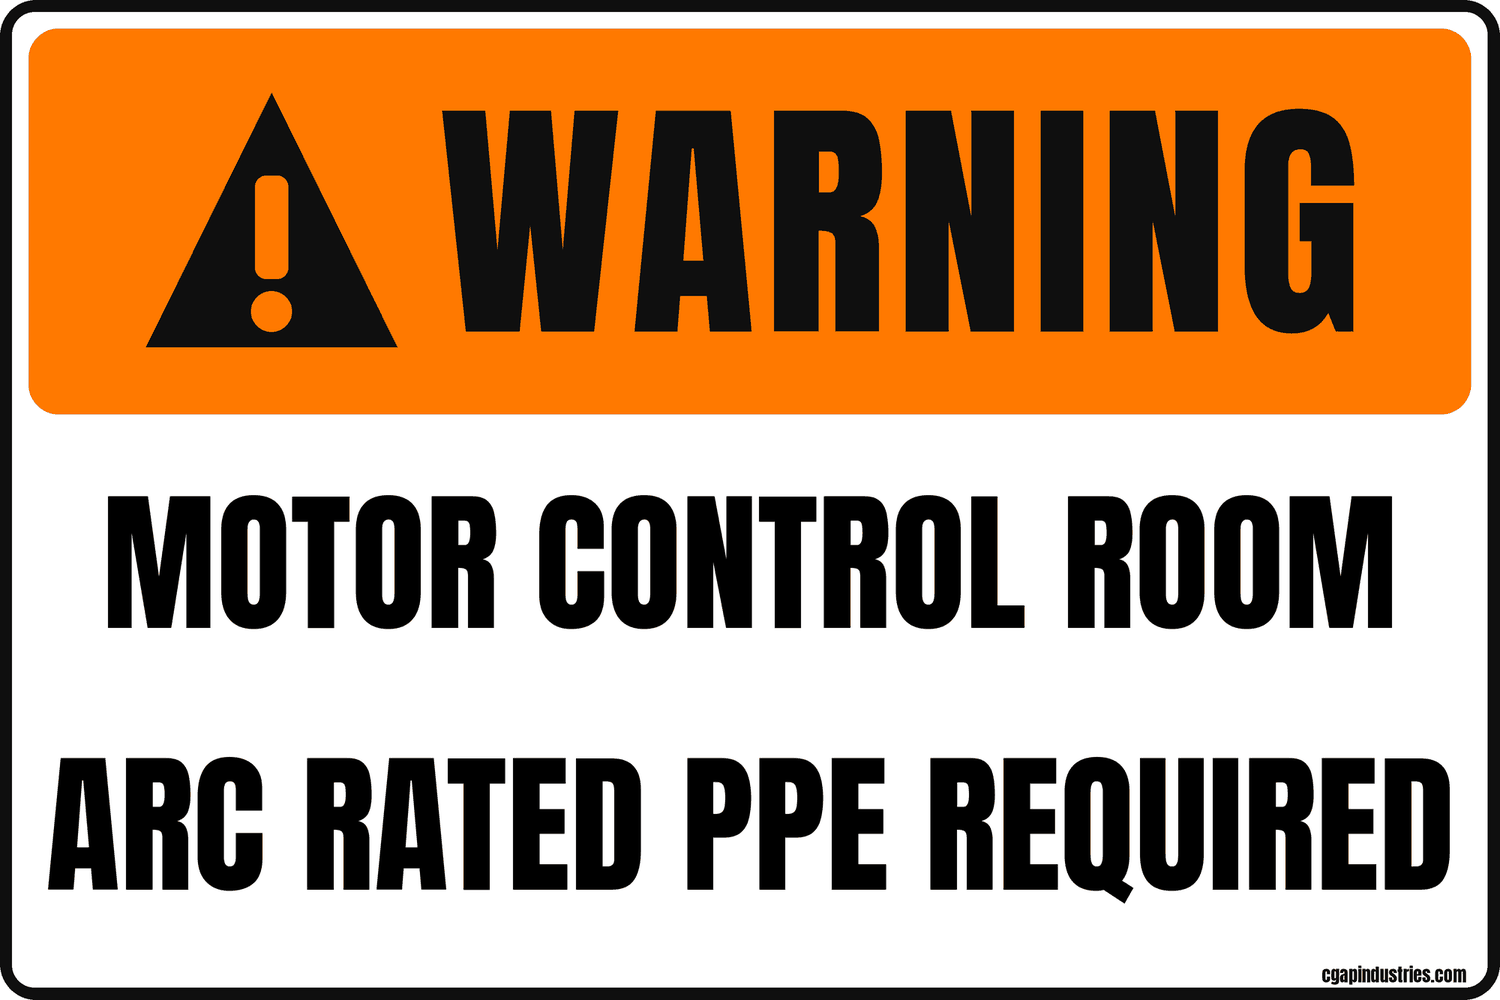 WARNING
MOTOR CONTROL ROOM
ARC RATED PPE REQUIRED
cgapindustries.com